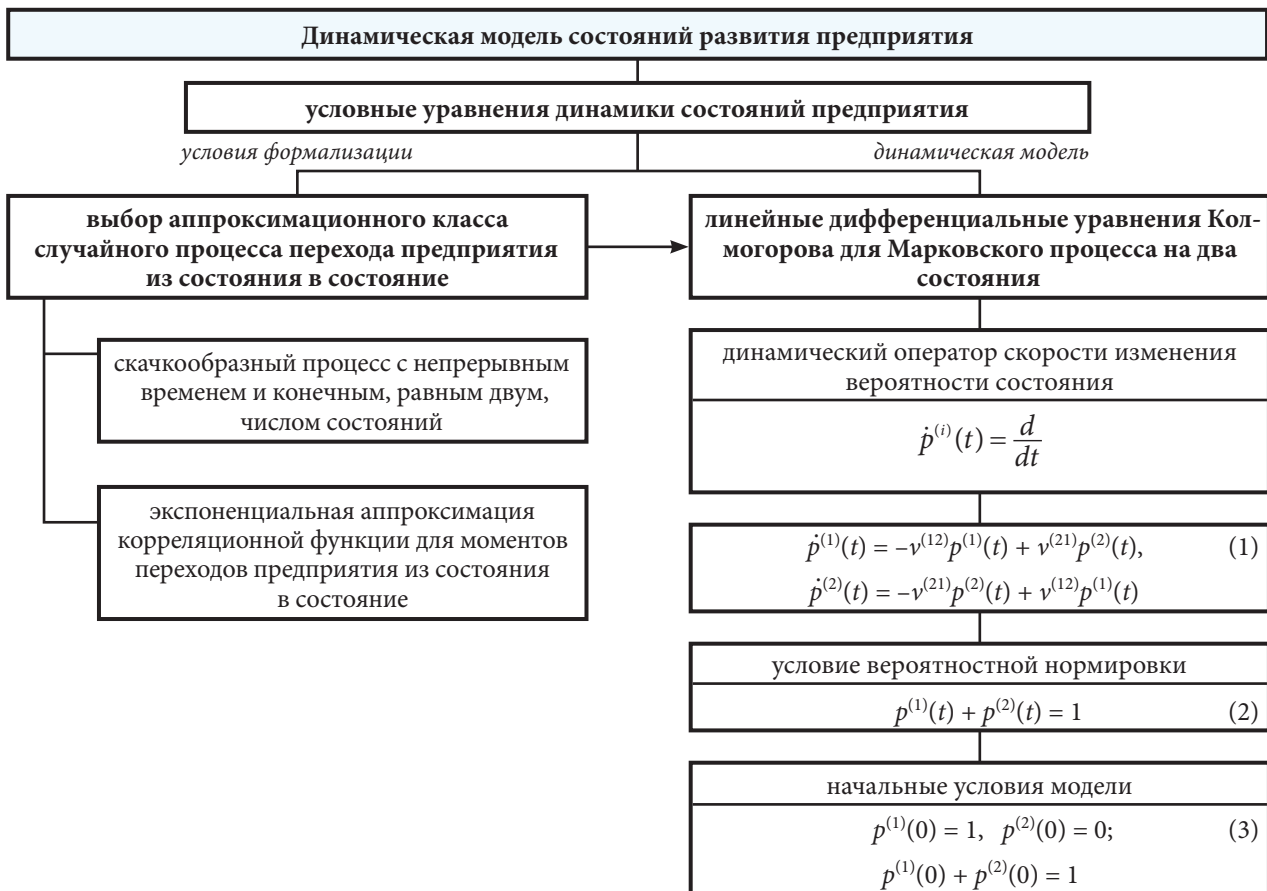 Динамическая модель состояний развития предприятия
условные уравнения динамики состояний предприятия
условия формализации
динамическая модель
выбор аппроксимационного класса
случайного процесса перехода предприятия
из состояния в состояние
линейные дифференциальные уравнения Кол-
могорова для Марковского процесса на два
состояния
скачкообразный процесс с непрерывным
временем и конечным, равным двум,
числом состояний
экспоненциальная аппроксимация
корреляционной функции для моментов
переходов предприятия из состояния
в состояние
динамический оператор скорости изменения
вероятности состояния
ṗ⁽ⁱ⁾(t) = d/dt
ṗ⁽¹⁾(t) = –ν⁽¹²⁾p⁽¹⁾(t) + ν⁽²¹⁾p⁽²⁾(t), (1)
ṗ⁽²⁾(t) = –ν⁽²¹⁾p⁽²⁾(t) + ν⁽¹²⁾p⁽¹⁾(t)
условие вероятностной нормировки
p⁽¹⁾(t) + p⁽²⁾(t) = 1 (2)
начальные условия модели
p⁽¹⁾(0) = 1, p⁽²⁾(0) = 0; (3)
p⁽¹⁾(0) + p⁽²⁾(0) = 1